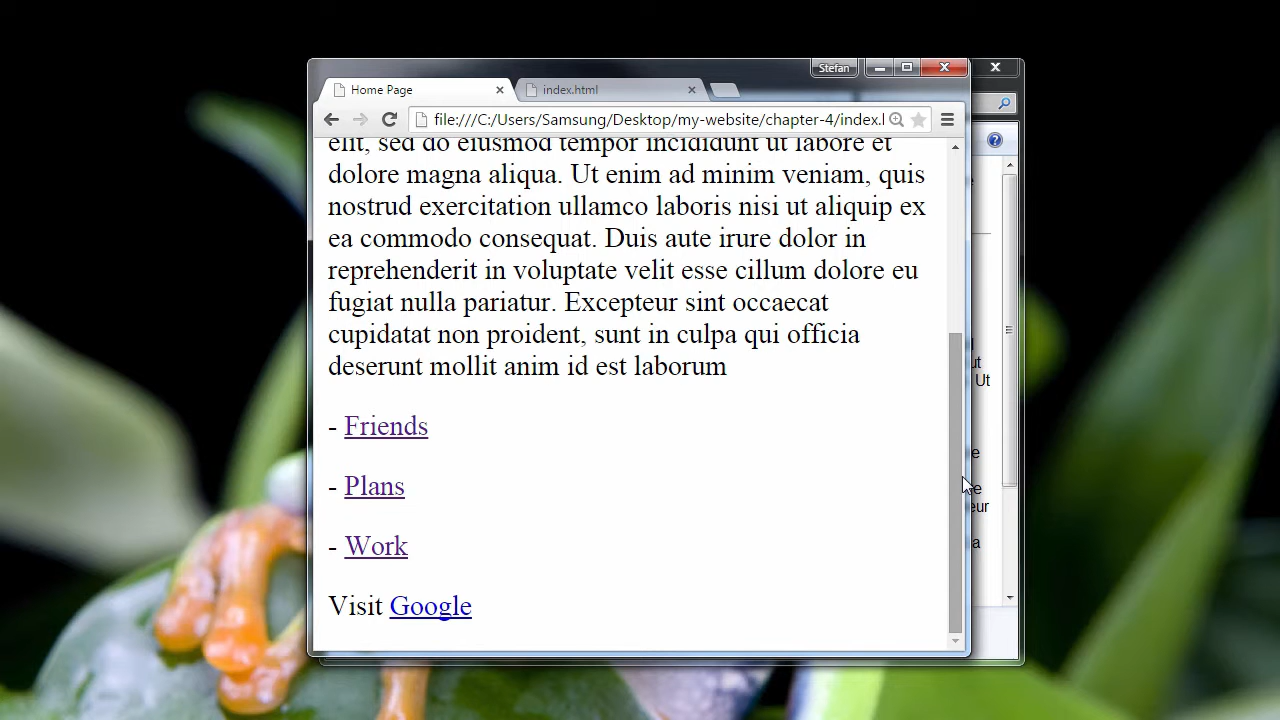 Stefan
Home Page
index.html
file:///C:/Users/Samsung/Desktop/my-website/chapter-4/index.l
elit, sed do eiusmod tempor incididunt ut labore et
dolore magna aliqua. Ut enim ad minim veniam, quis
nostrud exercitation ullamco laboris nisi ut aliquip ex
ea commodo consequat. Duis aute irure dolor in
reprehenderit in voluptate velit esse cillum dolore eu
fugiat nulla pariatur. Excepteur sint occaecat
cupidatat non proident, sunt in culpa qui officia
deserunt mollit anim id est laborum
- Friends
- Plans
- Work
Visit Google
Ut